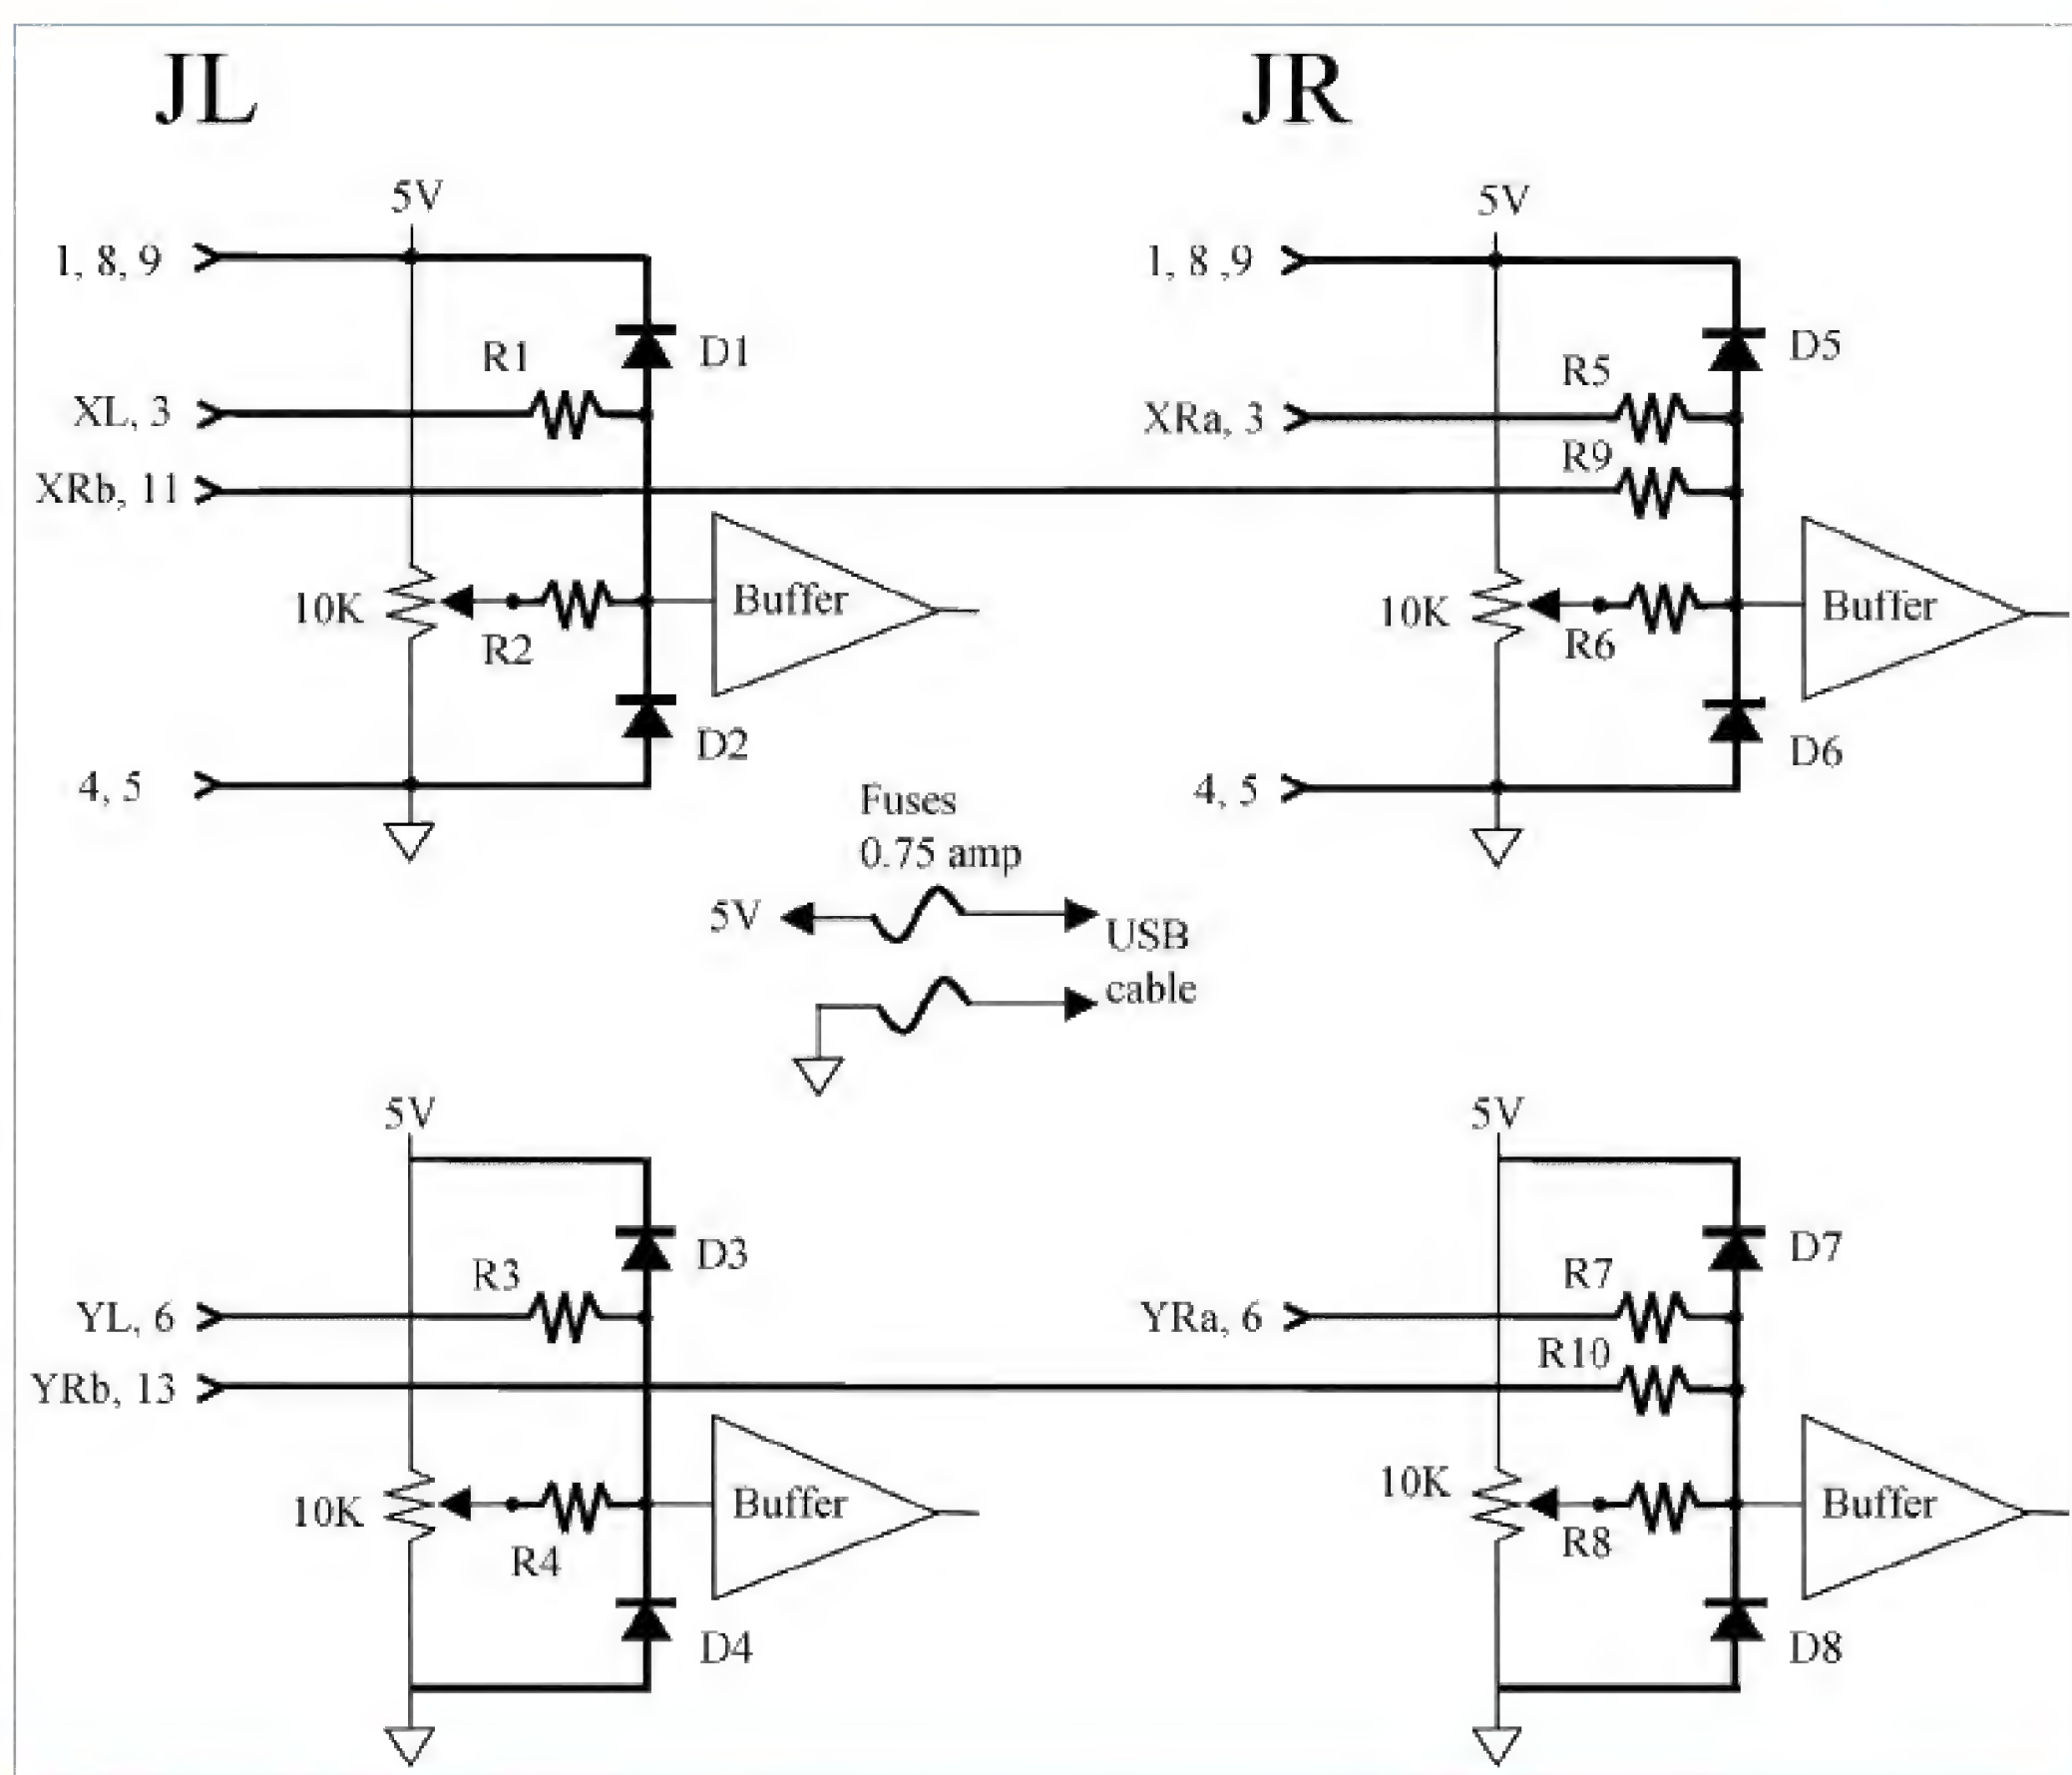 JL
JR
5V
5V
1, 8, 9
1, 8 ,9
R1
D1
R5
D5
XL, 3
XRa, 3
R9
XRb, 11
10K
R2
Buffer
10K
R6
Buffer
D2
D6
4, 5
4, 5
Fuses
0.75 amp
5V
USB
cable
5V
5V
R3
D3
R7
D7
YL, 6
YRa, 6
R10
YRb, 13
10K
R4
Buffer
10K
R8
Buffer
D4
D8